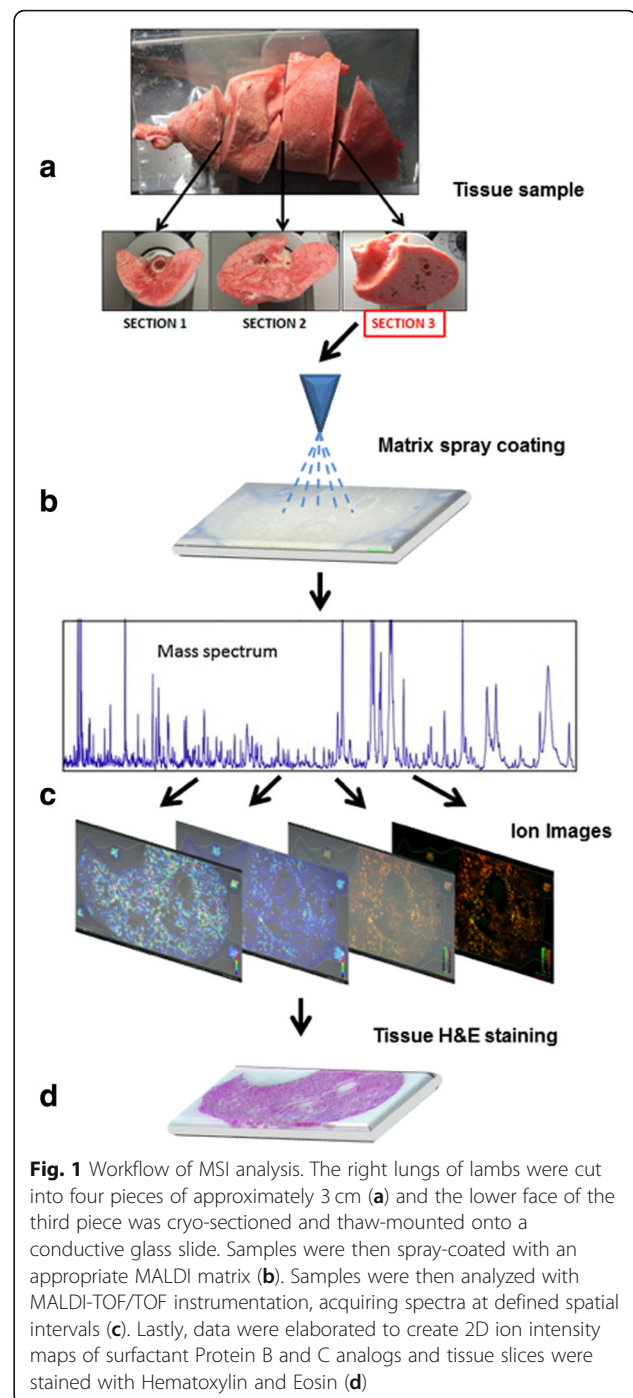 a
Tissue sample
SECTION 1
SECTION 2
SECTION 3
Matrix spray coating
b
Mass spectrum
c
Ion Images
Tissue H&E staining
d
Fig. 1 Workflow of MSI analysis. The right lungs of lambs were cut
into four pieces of approximately 3 cm (a) and the lower face of the
third piece was cryo-sectioned and thaw-mounted onto a
conductive glass slide. Samples were then spray-coated with an
appropriate MALDI matrix (b). Samples were then analyzed with
MALDI-TOF/TOF instrumentation, acquiring spectra at defined spatial
intervals (c). Lastly, data were elaborated to create 2D ion intensity
maps of surfactant Protein B and C analogs and tissue slices were
stained with Hematoxylin and Eosin (d)